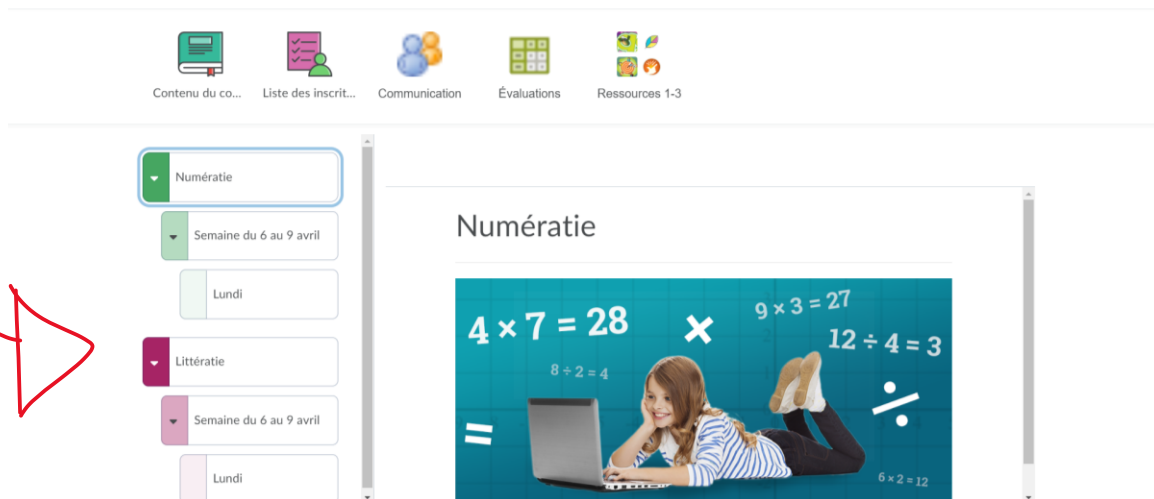 Contenu du co...
Liste des inscrit...
Communication
Évaluations
Ressources 1-3
Numératie
Semaine du 6 au 9 avril
Lundi
Littératie
Semaine du 6 au 9 avril
Lundi
Numératie
4 × 7 = 28
×
9 × 3 = 27
12 ÷ 4 = 3
8 ÷ 2 = 4
÷
=
6 × 2 = 12